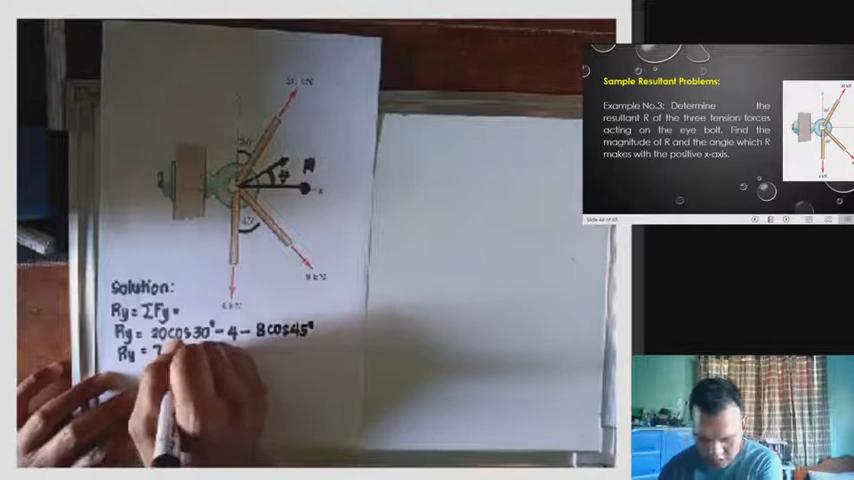 20 kN
30°
R
x
45°
8 kN
4 kN
Solution:
Ry = ΣFy =
Ry = 20cos30° - 4 - 8cos45°
Ry = 7
Sample Resultant Problems:
Example No.3: Determine the
resultant R of the three tension forces
acting on the eye bolt. Find the
magnitude of R and the angle which R
makes with the positive x-axis.